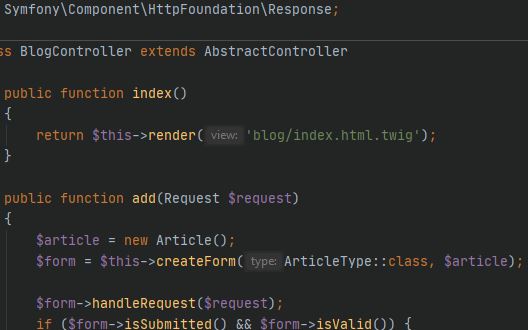 Symfony\Component\HttpFoundation\Response;
ss BlogController extends AbstractController
public function index()
{
return $this->render( view: 'blog/index.html.twig');
}
public function add(Request $request)
{
$article = new Article();
$form = $this->createForm( type: ArticleType::class, $article);
$form->handleRequest($request);
if ($form->isSubmitted() && $form->isValid()) {